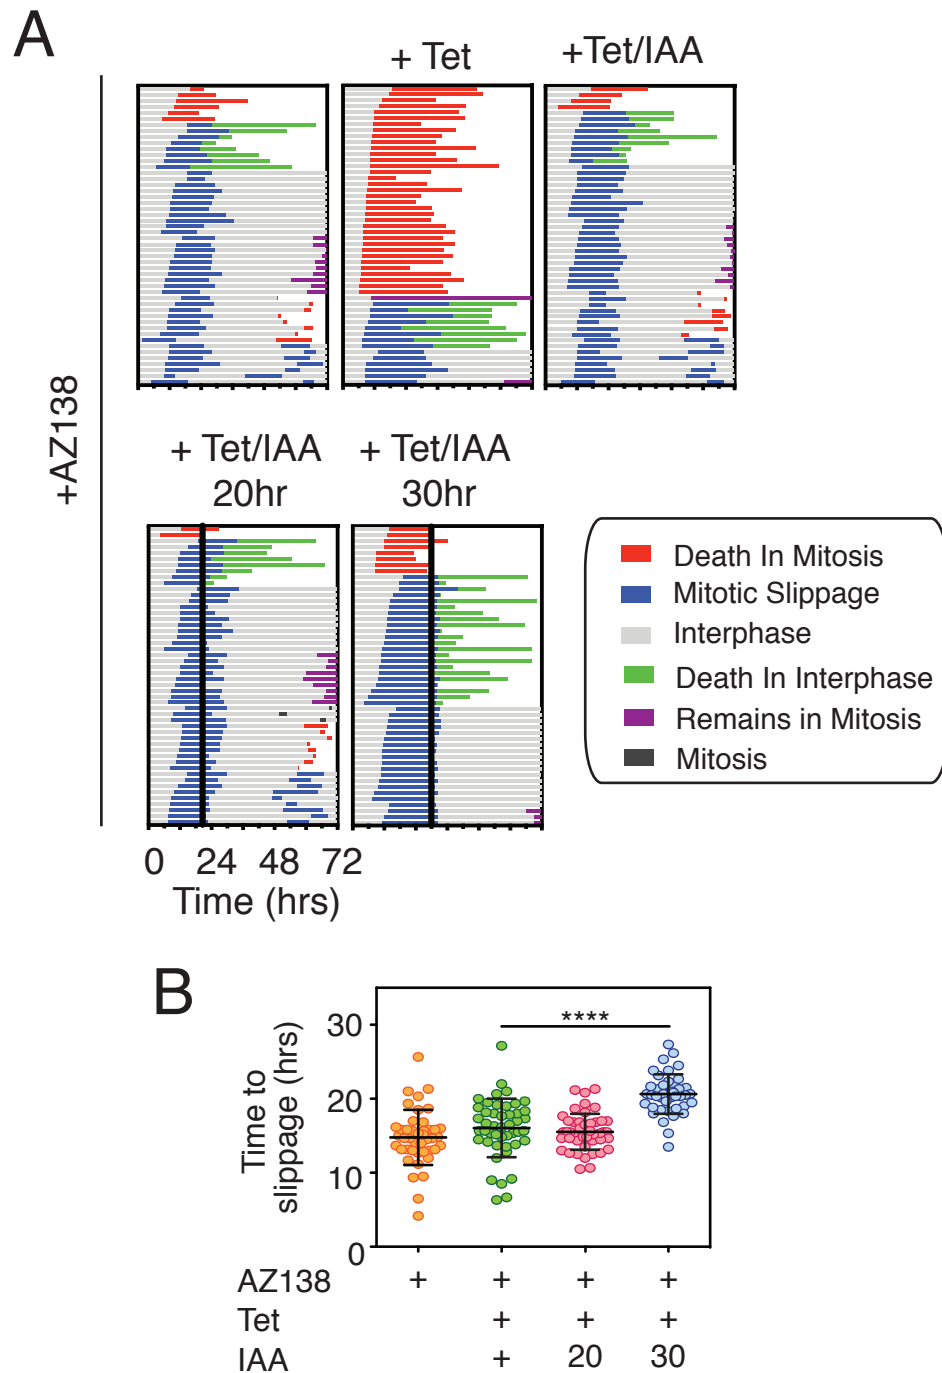 A
+ Tet
+Tet/IAA
+AZ138
+ Tet/IAA
20hr
+ Tet/IAA
30hr
Death In Mitosis
Mitotic Slippage
Interphase
Death In Interphase
Remains in Mitosis
Mitosis
0 24 48 72
Time (hrs)
B
Time to
slippage (hrs)
30
20
10
0
****
AZ138 + + + +
Tet + + +
IAA + 20 30